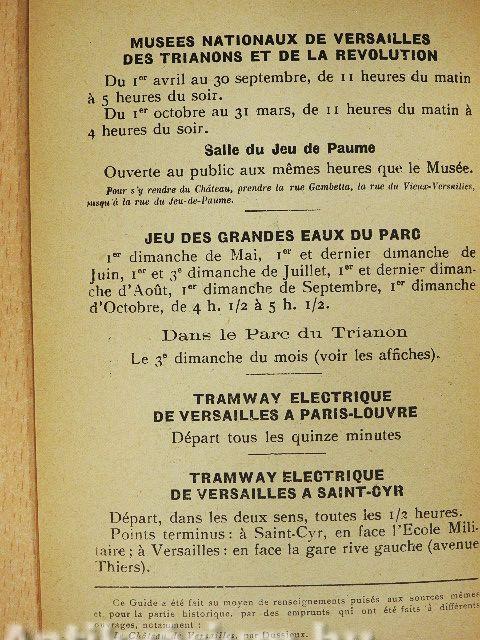 MUSEES NATIONAUX DE VERSAILLES
DES TRIANONS ET DE LA REVOLUTION
Du 1er avril au 30 septembre, de 11 heures du matin
à 5 heures du soir.
Du 1er octobre au 31 mars, de 11 heures du matin à
4 heures du soir.
Salle du Jeu de Paume
Ouverte au public aux mêmes heures que le Musée.
Pour s'y rendre du Château, prendre la rue Gambetta, la rue du Vieux-Versailles,
jusqu'à la rue du Jeu-de-Paume.
JEU DES GRANDES EAUX DU PARC
1er dimanche de Mai, 1er et dernier dimanche de
Juin, 1er et 3e dimanche de Juillet, 1er et dernier diman-
che d'Août, 1er dimanche de Septembre, 1er dimanche
d'Octobre, de 4 h. 1/2 à 5 h. 1/2.
Dans le Parc du Trianon
Le 3e dimanche du mois (voir les affiches).
TRAMWAY ELECTRIQUE
DE VERSAILLES A PARIS-LOUVRE
Départ tous les quinze minutes
TRAMWAY ELECTRIQUE
DE VERSAILLES A SAINT-CYR
Départ, dans les deux sens, toutes les 1/2 heures.
Points terminus : à Saint-Cyr, en face l'Ecole Mili-
taire ; à Versailles : en face la gare rive gauche (avenue
Thiers).
Ce Guide a été fait au moyen de renseignements puisés aux sources mêmes
et, pour la partie historique, par des emprunts qui ont été faits à différents
ouvrages, notamment :
Château de Versailles, par Dussieux.